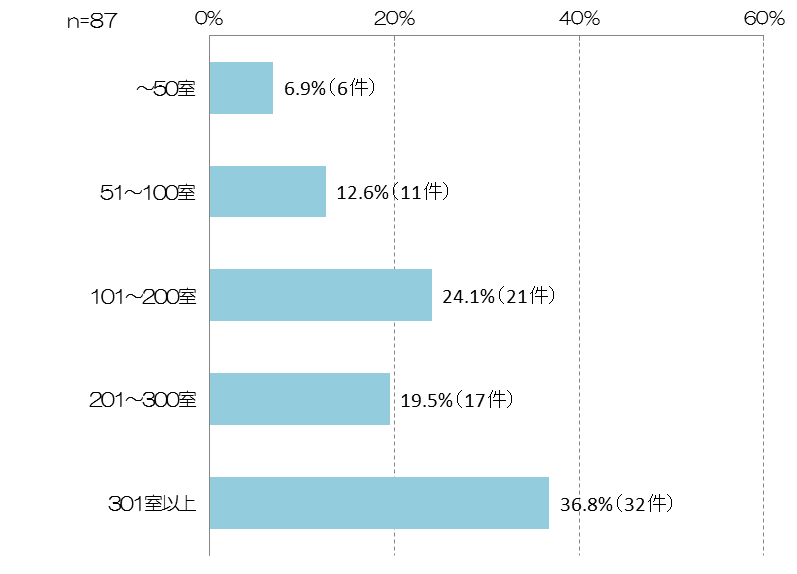 n=87
0% 20% 40% 60%
～50室 6.9%（6件）
51～100室 12.6%（11件）
101～200室 24.1%（21件）
201～300室 19.5%（17件）
301室以上 36.8%（32件）